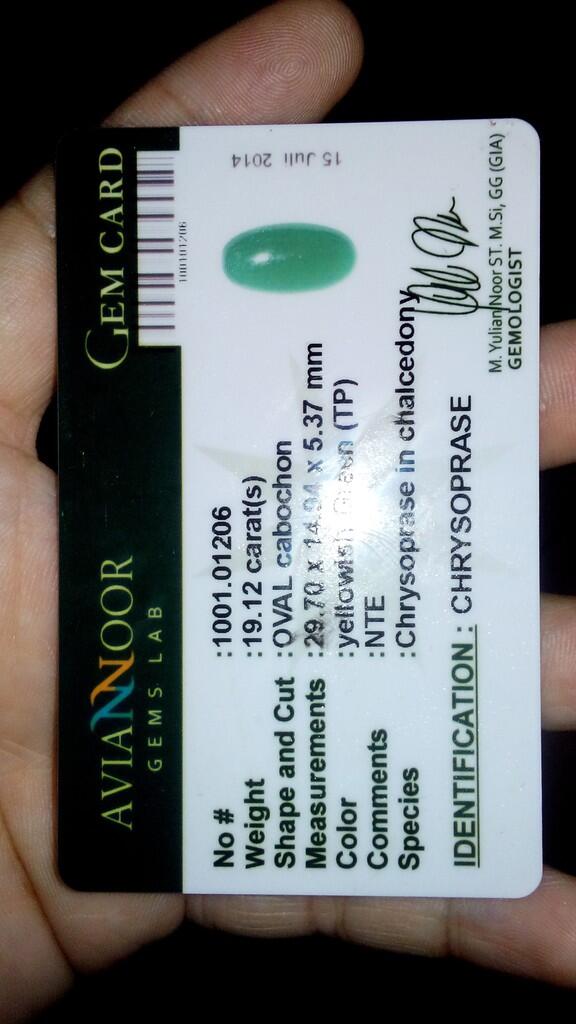 AVIANNOOR
GEMS LAB
GEM CARD
100101206
15 Juli 2014
No # : 1001.01206
Weight : 19.12 carat(s)
Shape and Cut : OVAL cabochon
Measurements : 29.70 x 14.94 x 5.37 mm
Color : yellowish Green (TP)
Comments : NTE
Species : Chrysoprase in chalcedony
IDENTIFICATION : CHRYSOPRASE
M. Yulian Noor ST. M.Si, GG (GIA)
GEMOLOGIST